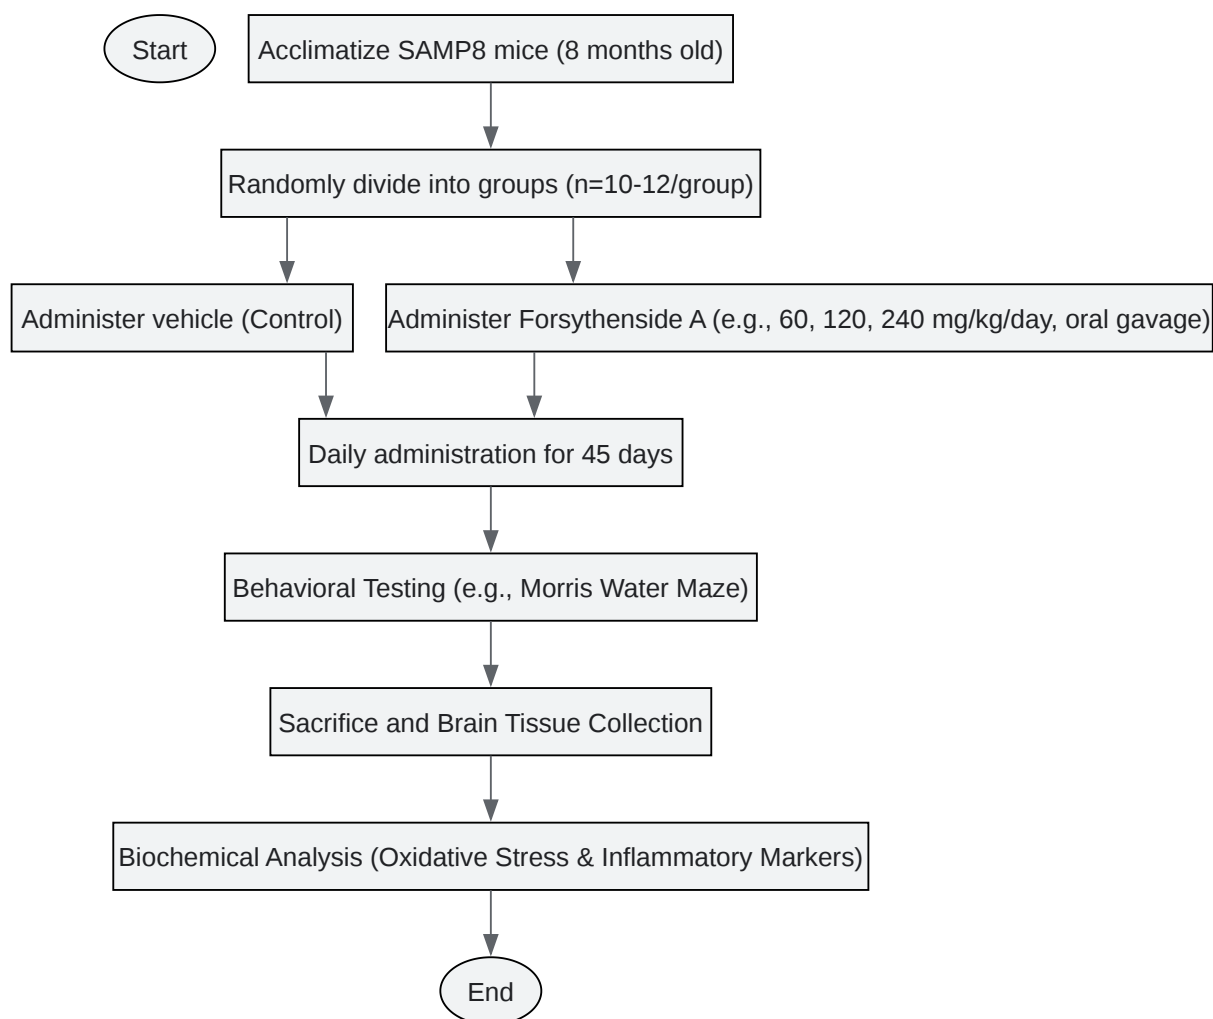 Start
Acclimatize SAMP8 mice (8 months old)
Randomly divide into groups (n=10-12/group)
Administer vehicle (Control)
Administer Forsythenside A (e.g., 60, 120, 240 mg/kg/day, oral gavage)
Daily administration for 45 days
Behavioral Testing (e.g., Morris Water Maze)
Sacrifice and Brain Tissue Collection
Biochemical Analysis (Oxidative Stress & Inflammatory Markers)
End